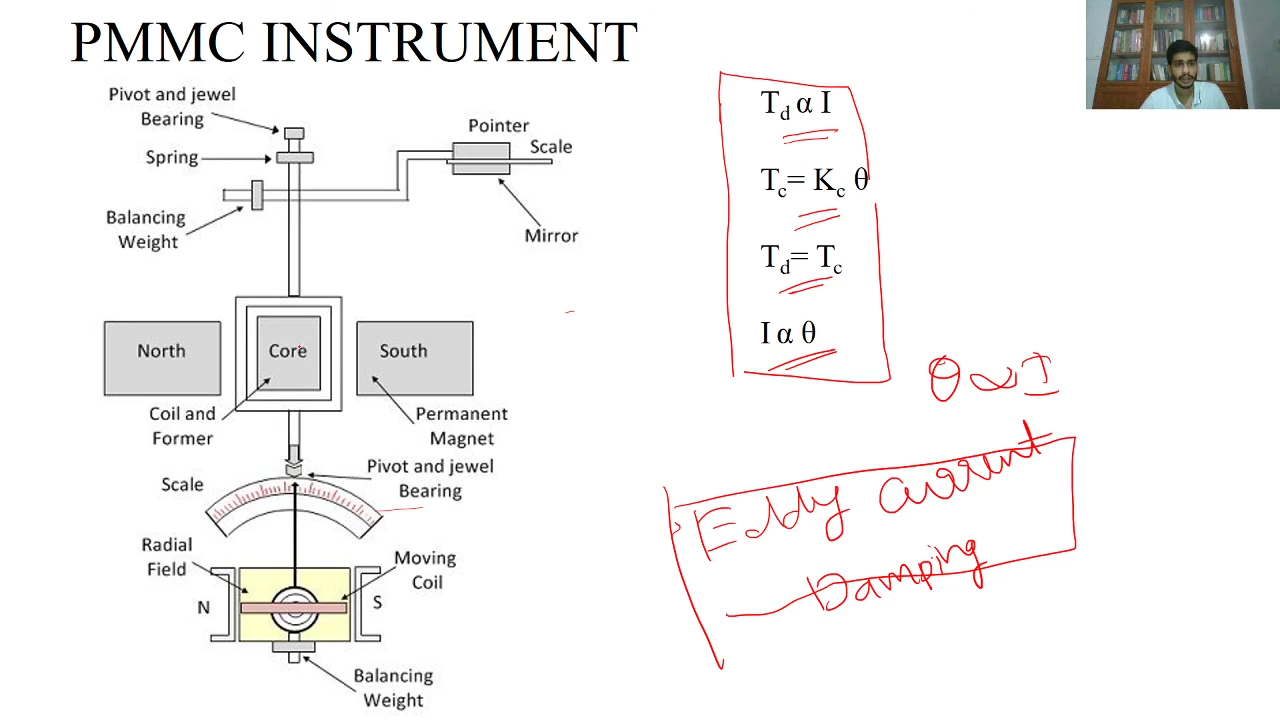 PMMC INSTRUMENT
Pivot and jewel
Bearing
Spring
Pointer
Scale
Balancing
Weight
Mirror
North
Core
South
Coil and
Former
Permanent
Magnet
Pivot and jewel
Bearing
Scale
Radial
Field
Moving
Coil
N
S
Balancing
Weight
Td α I
Tc= Kc θ
Td= Tc
I α θ
θ ∝ I
Eddy current
Damping